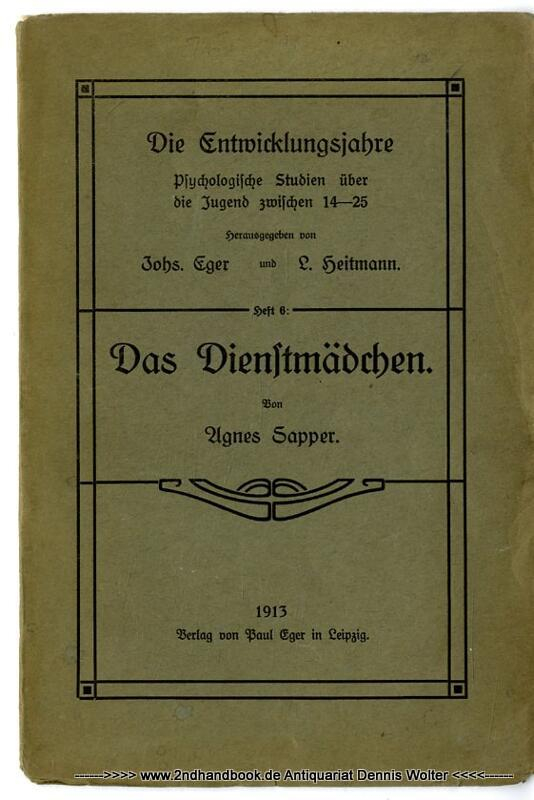 Die Entwicklungsjahre
Psychologische Studien über
die Jugend zwischen 14—25
Herausgegeben von
Johs. Eger und L. Heitmann.
Heft 6:
Das Dienstmädchen.
Von
Agnes Sapper.
1913
Verlag von Paul Eger in Leipzig.
------>>>> www.2ndhandbook.de Antiquariat Dennis Wolter <<<<------